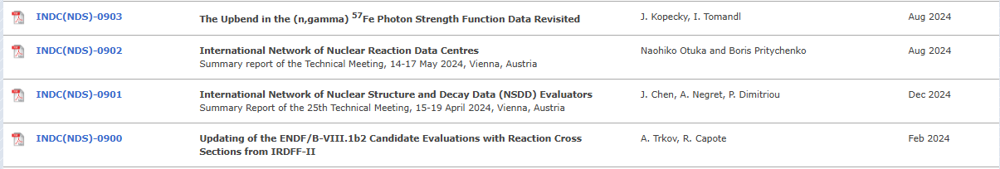 INDC(NDS)-0903 The Upbend in the (n,gamma) 57Fe Photon Strength Function Data Revisited J. Kopecky, I. Tomandl Aug 2024
INDC(NDS)-0902 International Network of Nuclear Reaction Data Centres Naohiko Otuka and Boris Pritychenko Aug 2024
Summary report of the Technical Meeting, 14-17 May 2024, Vienna, Austria
INDC(NDS)-0901 International Network of Nuclear Structure and Decay Data (NSDD) Evaluators J. Chen, A. Negret, P. Dimitriou Dec 2024
Summary Report of the 25th Technical Meeting, 15-19 April 2024, Vienna, Austria
INDC(NDS)-0900 Updating of the ENDF/B-VIII.1b2 Candidate Evaluations with Reaction Cross A. Trkov, R. Capote Feb 2024
Sections from IRDFF-II